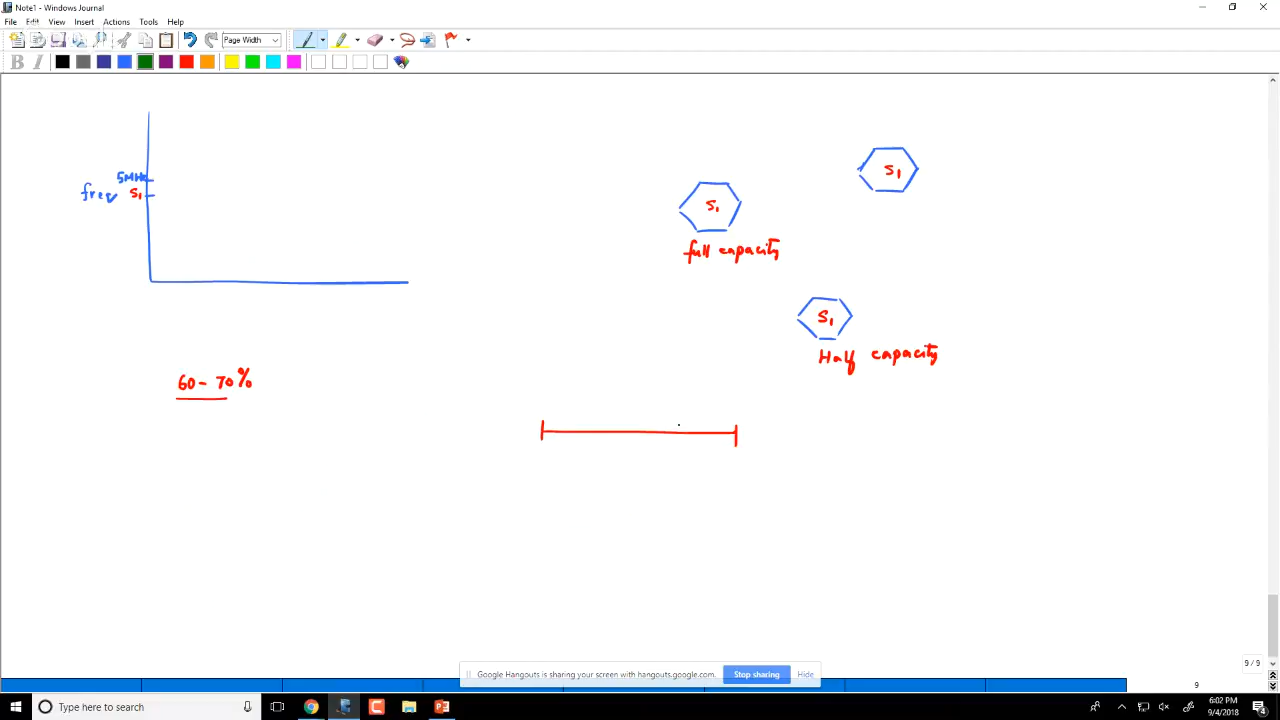 Note1 - Windows Journal
File Edit View Insert Actions Tools Help
Page Width
B I
5MHz
freq S1
S1
S1
full capacity
S1
Half capacity
60 - 70%
9 / 9
Google Hangouts is sharing your screen with hangouts.google.com.
Stop sharing
Hide
9
Type here to search
6:02 PM
9/4/2018
4